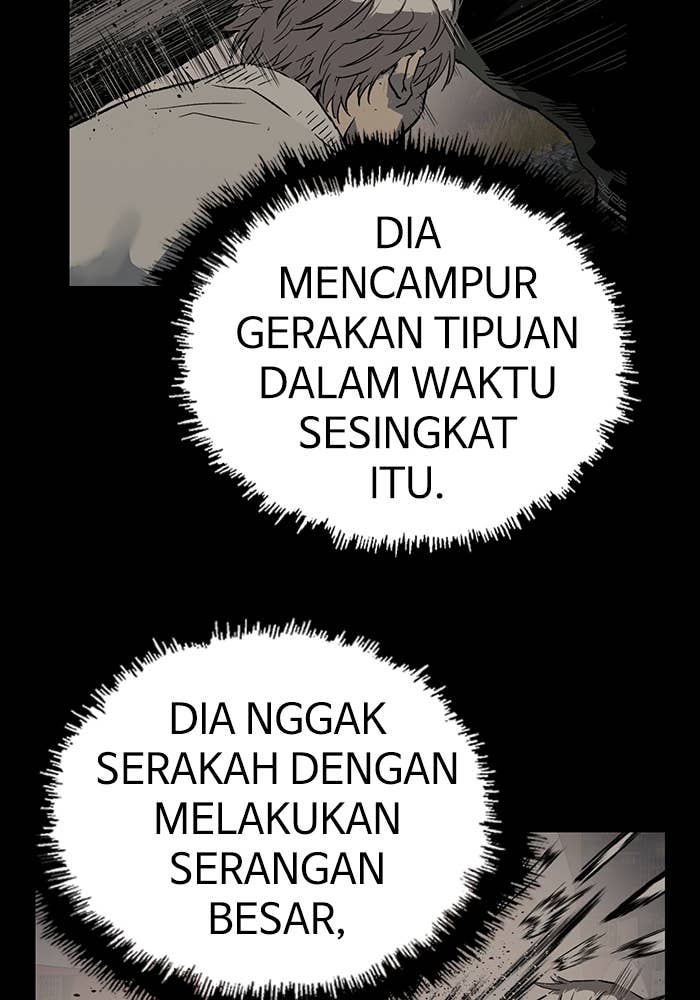 DIA
MENCAMPUR
GERAKAN TIPUAN
DALAM WAKTU
SESINGKAT
ITU.
DIA NGGAK
SERAKAH DENGAN
MELAKUKAN
SERANGAN
BESAR,